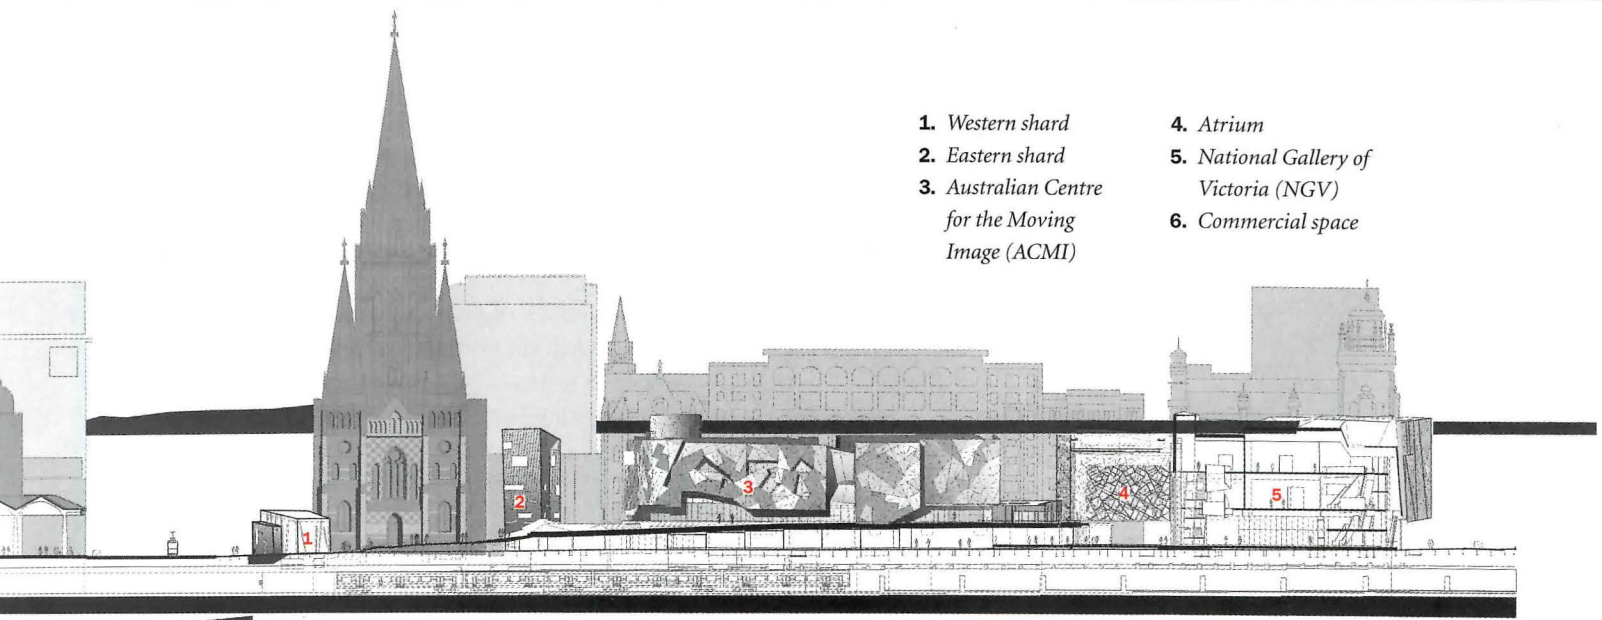 1. Western shard
2. Eastern shard
3. Australian Centre
for the Moving
Image (ACMI)
4. Atrium
5. National Gallery of
Victoria (NGV)
6. Commercial space
1
2
3
4
5